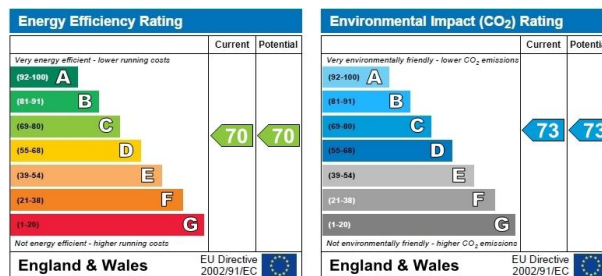 Energy Efficiency Rating
Current Potential
Very energy efficient - lower running costs
(92-100) A
(81-91) B
(69-80) C
70 70
(55-68) D
(39-54) E
(21-38) F
(1-20) G
Not energy efficient - higher running costs
England & Wales
EU Directive
2002/91/EC
Environmental Impact (CO₂) Rating
Current Potentia
Very environmentally friendly - lower CO₂ emissions
(92-100) A
(81-91) B
(69-80) C
73 73
(55-68) D
(39-54) E
(21-38) F
(1-20) G
Not environmentally friendly - higher CO₂ emissions
England & Wales
EU Directive
2002/91/EC